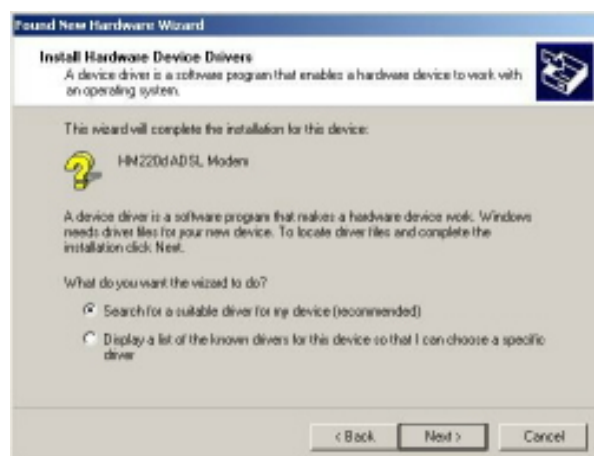 Found New Hardware Wizard
Install Hardware Device Drivers
A device driver is a software program that enables a hardware device to work with
an operating system.
This wizard will complete the installation for this device:
HM220d ADSL Modem
A device driver is a software program that makes a hardware device work. Windows
needs driver files for your new device. To locate driver files and complete the
installation click Next.
What do you want the wizard to do?
Search for a suitable driver for my device (recommended)
Display a list of the known drivers for this device so that I can choose a specific
driver
< Back
Next >
Cancel